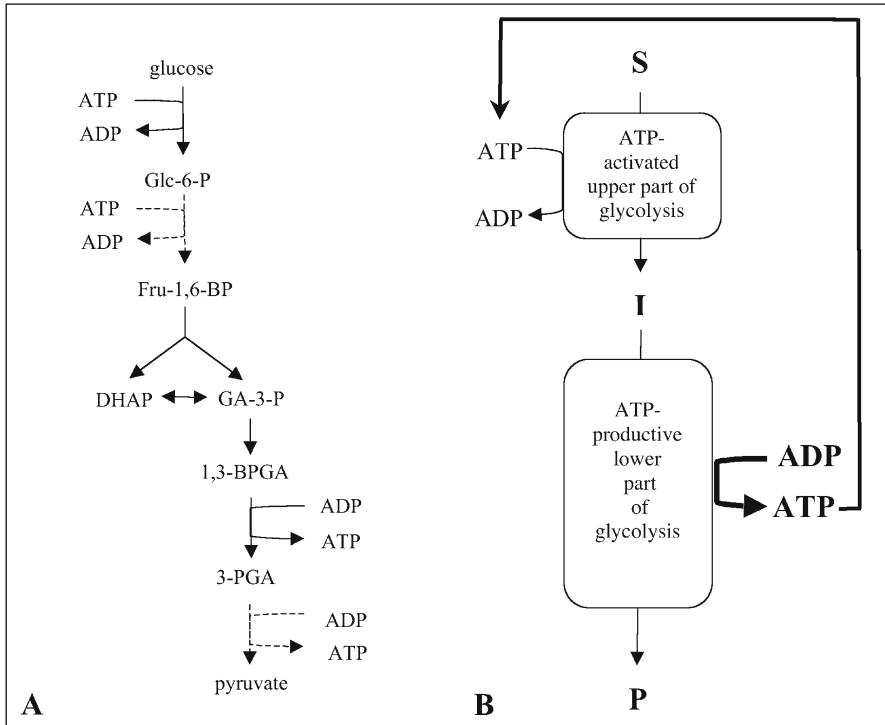 glucose
ATP
ADP
Glc-6-P
ATP
ADP
Fru-1,6-BP
DHAP
GA-3-P
1,3-BPGA
ADP
ATP
3-PGA
ADP
ATP
pyruvate
A
S
ATP
ADP
ATP-
activated
upper part of
glycolysis
I
ATP-
productive
lower
part
of
glycolysis
ADP
ATP
P
B